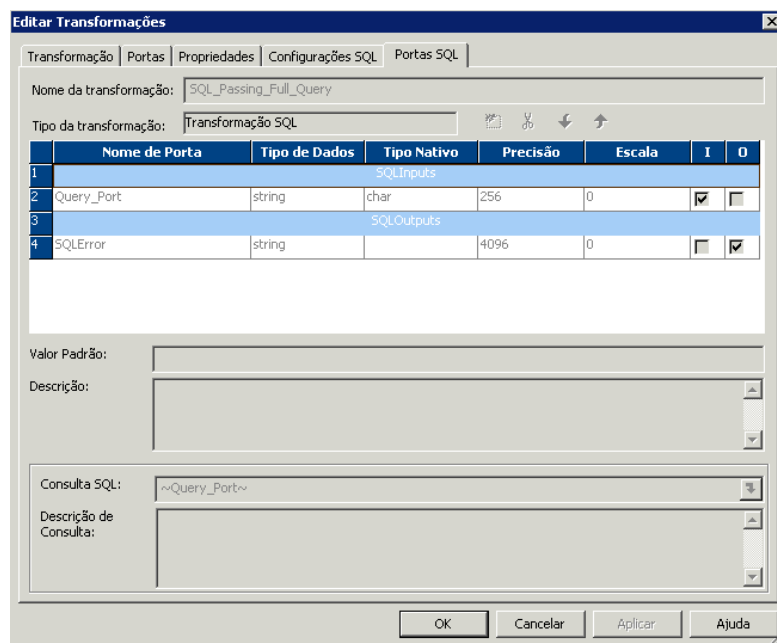 Editar Transformações
Transformação Portas Propriedades Configurações SQL Portas SQL
Nome da transformação: SQL_Passing_Full_Query
Tipo da transformação: Transformação SQL
Nome de Porta Tipo de Dados Tipo Nativo Precisão Escala I O
1 SQLInputs
2 Query_Port string char 256 0
3 SQLOutputs
4 SQLError string 4096 0
Valor Padrão:
Descrição:
Consulta SQL: ~Query_Port~
Descrição de
Consulta:
OK Cancelar Aplicar Ajuda